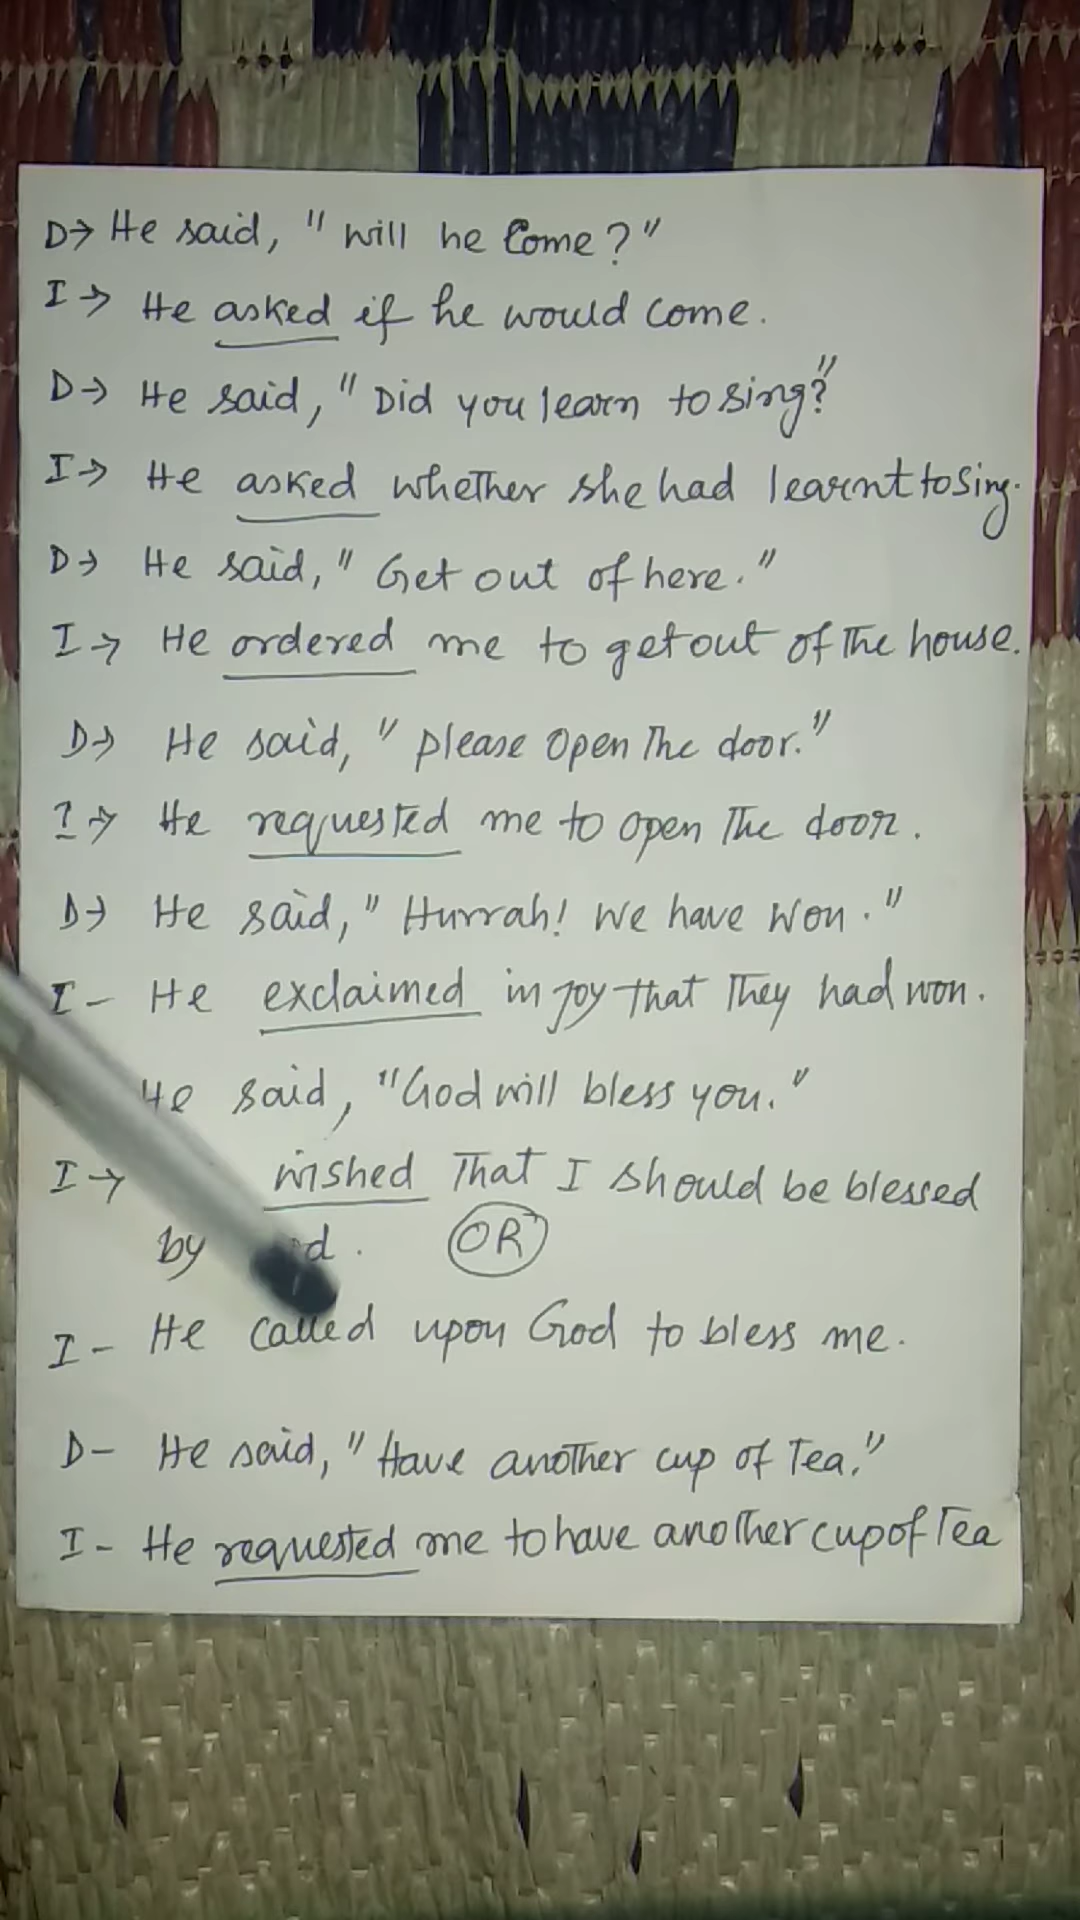 D→ He said, "Will he Come?"
I→ He asked if he would come.
D→ He said, "Did you learn to sing?"
I→ He asked whether she had learnt to sing.
D→ He said, "Get out of here."
I→ He ordered me to get out of the house.
D→ He said, "please open The door."
I→ He requested me to open The door.
D→ He said, "Hurrah! We have won."
I- He exclaimed in joy that They had won.
He said, "God will bless you."
I→ wished That I should be blessed
by . OR
I- He called upon God to bless me.
D- He said, "Have another cup of Tea."
I- He requested me to have another cup of Tea